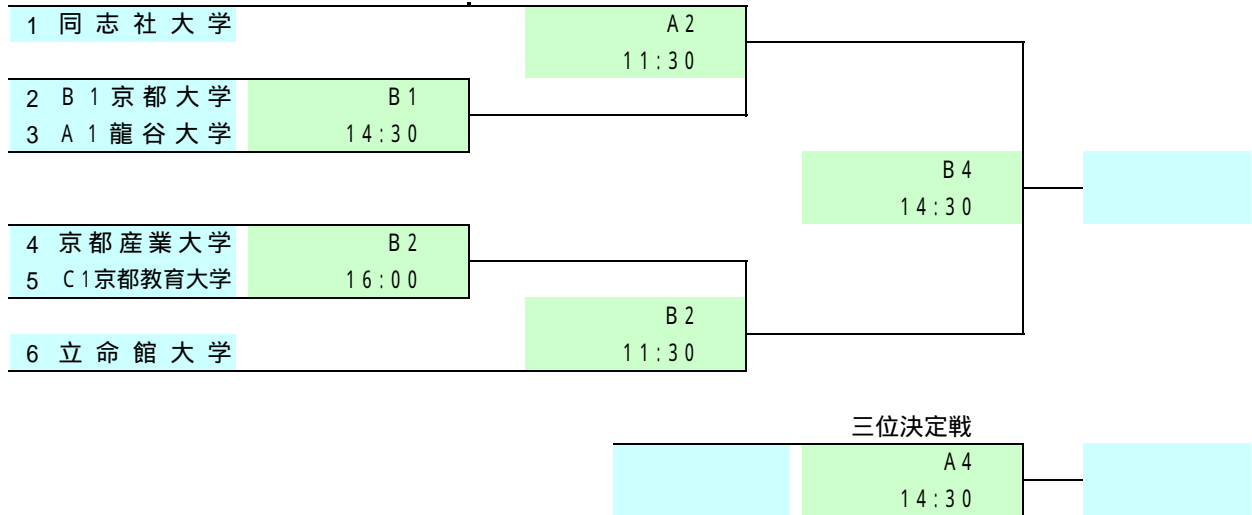 1 同志社大学
A2
11:30
2 B1京都大学
B1
3 A1龍谷大学
14:30
B4
14:30
4 京都産業大学
B2
5 C1京都教育大学
16:00
B2
6 立命館大学
11:30
三位決定戦
A4
14:30